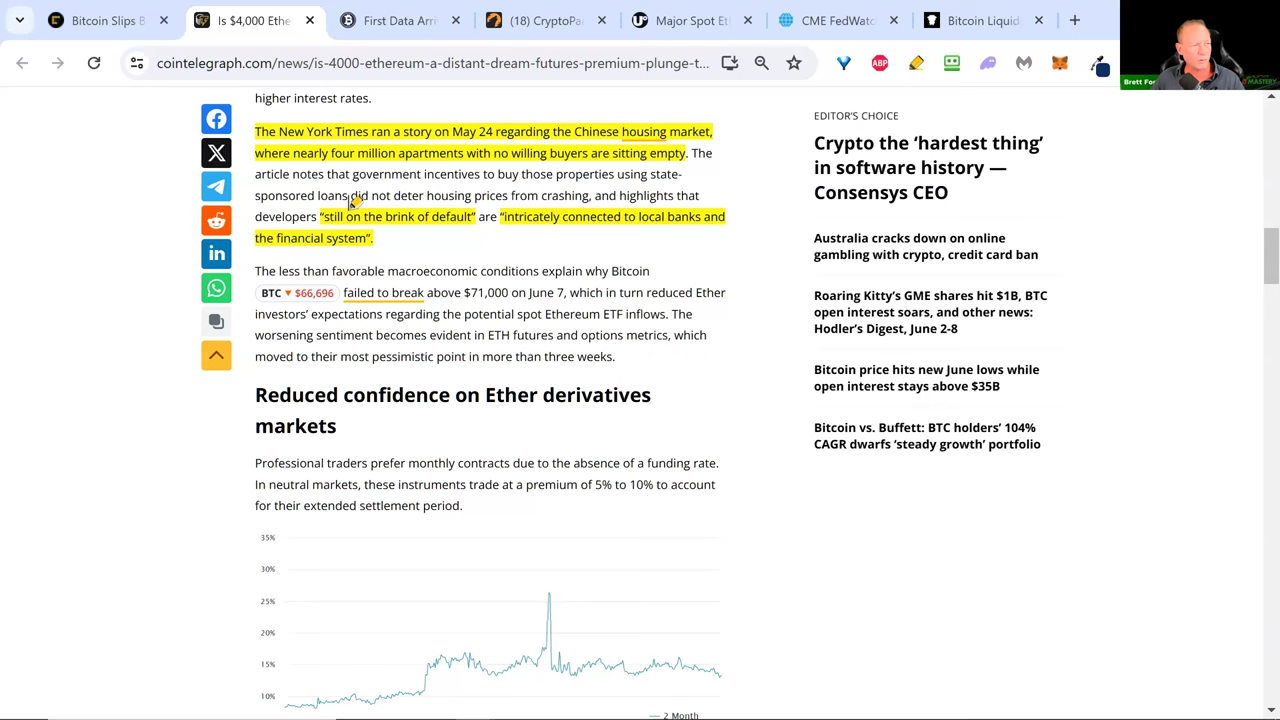 Bitcoin Slips B
Is $4,000 Ethe
First Data Arri
(18) CryptoPa
Major Spot Et
CME FedWatc
Bitcoin Liquid
cointelegraph.com/news/is-4000-ethereum-a-distant-dream-futures-premium-plunge-t...
ABP
Brett For
MASTERY
higher interest rates.
The New York Times ran a story on May 24 regarding the Chinese housing market,
where nearly four million apartments with no willing buyers are sitting empty. The
article notes that government incentives to buy those properties using state-
sponsored loans did not deter housing prices from crashing, and highlights that
developers “still on the brink of default” are “intricately connected to local banks and
the financial system”.
The less than favorable macroeconomic conditions explain why Bitcoin
BTC ▼ $66,696 failed to break above $71,000 on June 7, which in turn reduced Ether
investors’ expectations regarding the potential spot Ethereum ETF inflows. The
worsening sentiment becomes evident in ETH futures and options metrics, which
moved to their most pessimistic point in more than three weeks.
Reduced confidence on Ether derivatives
markets
Professional traders prefer monthly contracts due to the absence of a funding rate.
In neutral markets, these instruments trade at a premium of 5% to 10% to account
for their extended settlement period.
35%
30%
25%
20%
15%
10%
2 Month
EDITOR’S CHOICE
Crypto the ‘hardest thing’
in software history —
Consensys CEO
Australia cracks down on online
gambling with crypto, credit card ban
Roaring Kitty’s GME shares hit $1B, BTC
open interest soars, and other news:
Hodler’s Digest, June 2-8
Bitcoin price hits new June lows while
open interest stays above $35B
Bitcoin vs. Buffett: BTC holders’ 104%
CAGR dwarfs ‘steady growth’ portfolio